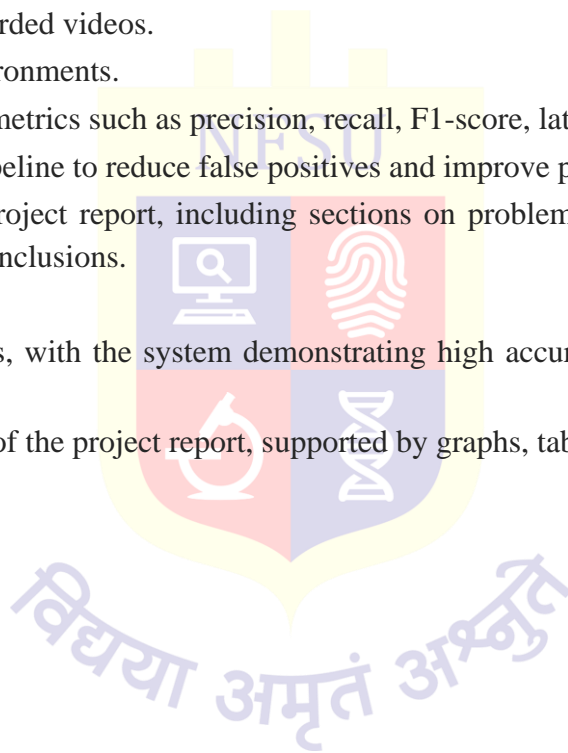 rded videos.
ronments.
metrics such as precision, recall, F1-score, lat
NFSU
peline to reduce false positives and improve p
roject report, including sections on problem
nclusions.
s, with the system demonstrating high accur
of the project report, supported by graphs, tab
विद्यया अमृतं अश्नुते